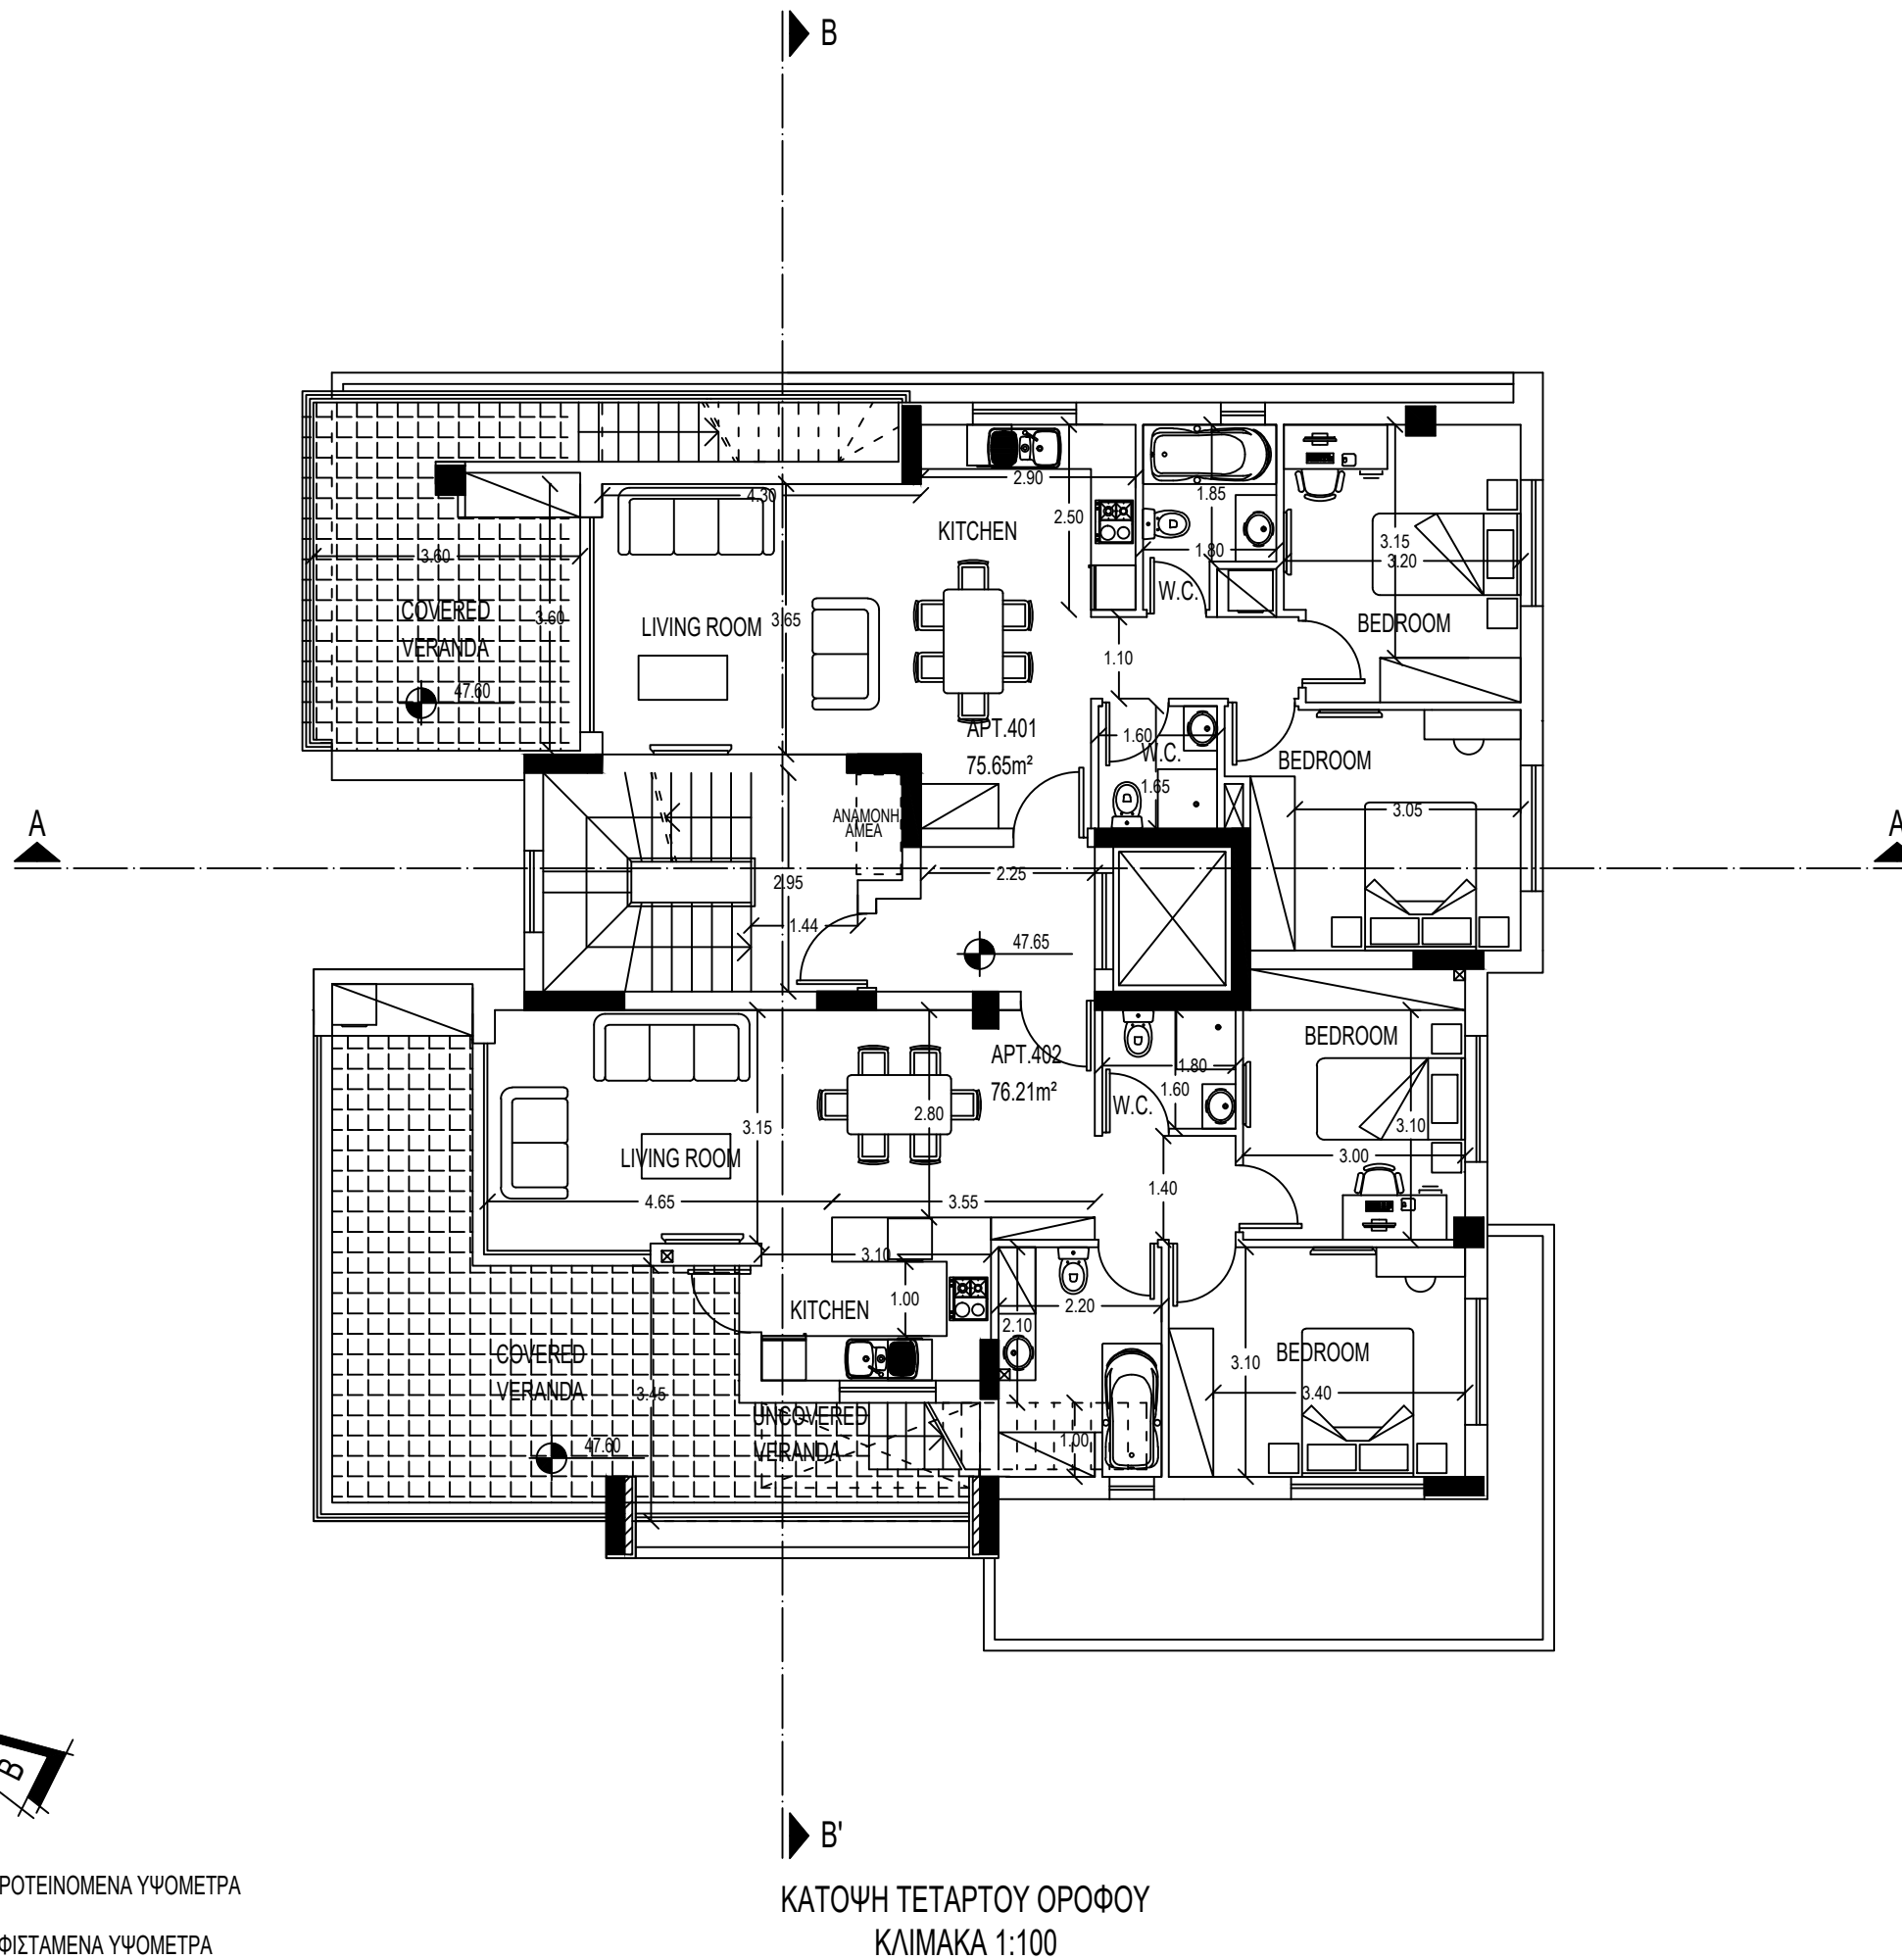 B
4.30
2.90
1.85
2.50
KITCHEN
3.15
3.60
1.80
3.20
W.C.
COVERED
VERANDA
3.60
LIVING ROOM
3.65
BEDROOM
1.10
47.60
APT.401
75.65m²
1.60
W.C.
BEDROOM
1.65
3.05
A
ΑΝΑΜΟΝΗ
ΑΜΕΑ
A
2.95
2.25
1.44
47.65
BEDROOM
APT.402
76.21m²
1.80
1.60
W.C.
2.80
3.15
3.10
LIVING ROOM
3.00
4.65
3.55
1.40
3.10
KITCHEN
1.00
2.20
2.10
COVERED
VERANDA
3.45
3.10
BEDROOM
3.40
UNCOVERED
VERANDA
1.00
47.60
B
B'
ΡΟΤΕΙΝΟΜΕΝΑ ΥΨΟΜΕΤΡΑ
ΦΙΣΤΑΜΕΝΑ ΥΨΟΜΕΤΡΑ
ΚΑΤΟΨΗ ΤΕΤΑΡΤΟΥ ΟΡΟΦΟΥ
ΚΛΙΜΑΚΑ 1:100